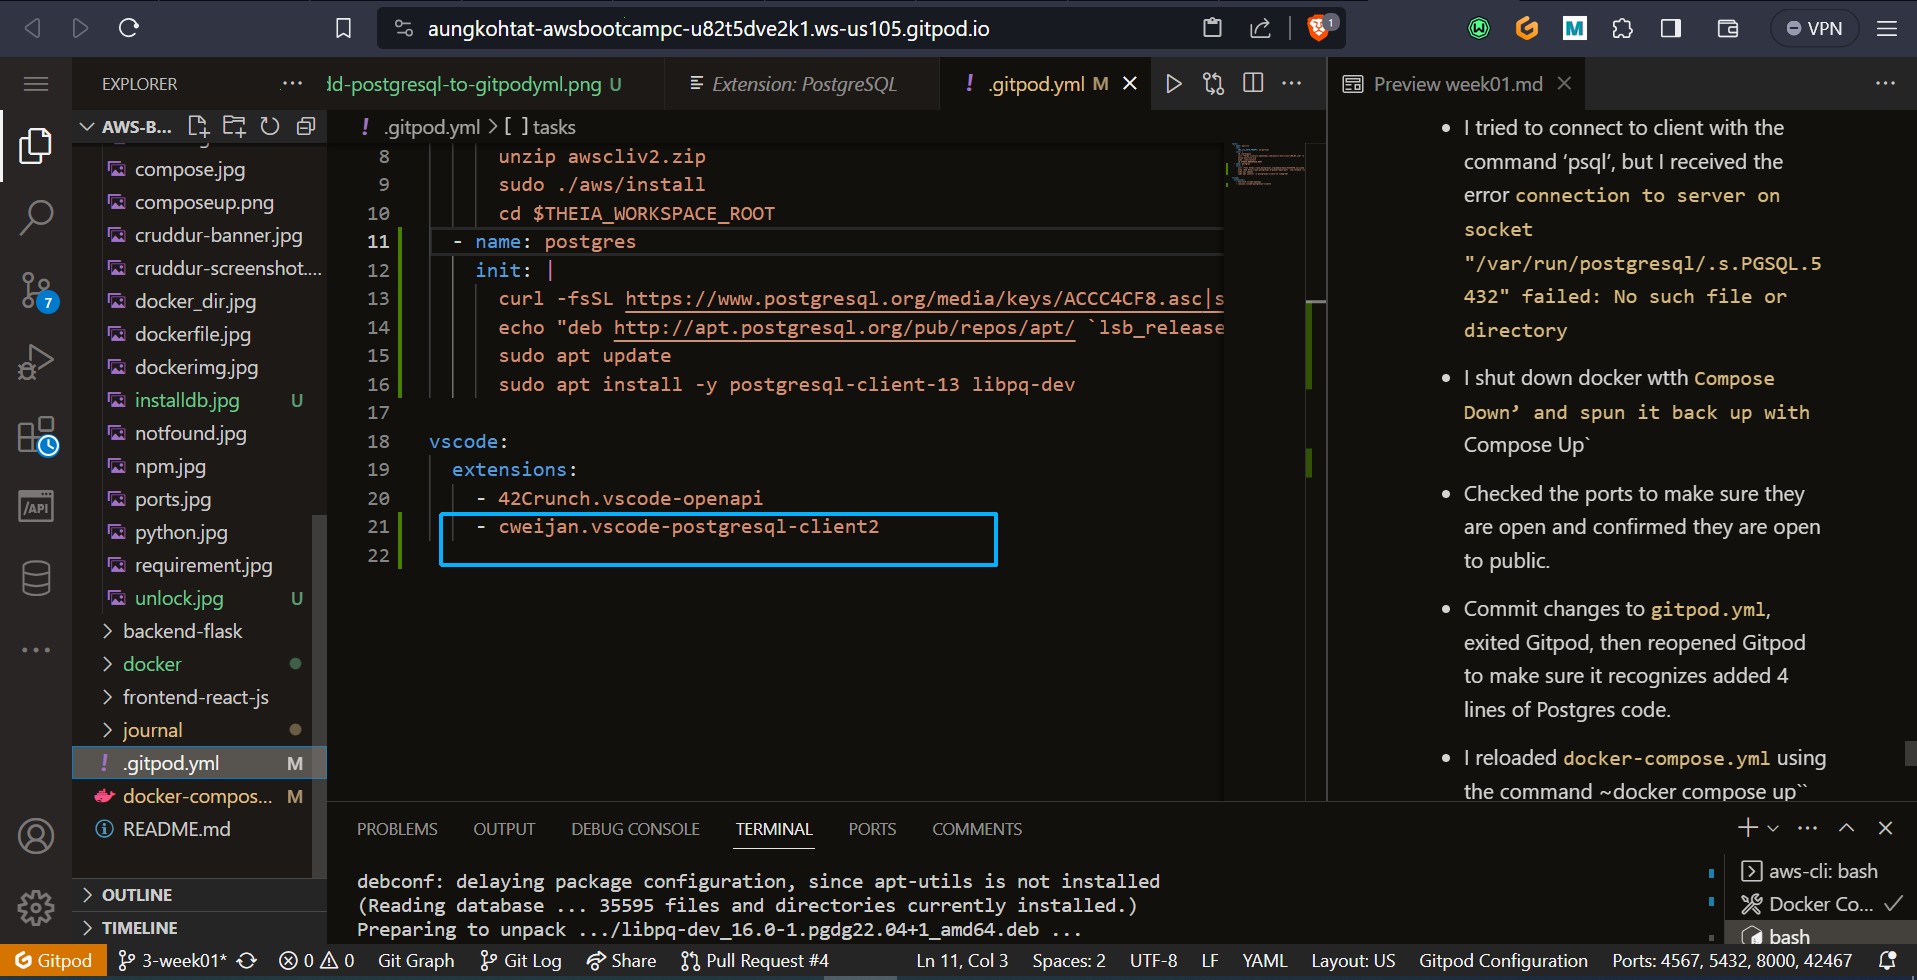 aungkohtat-awsbootcampc-u82t5dve2k1.ws-us105.gitpod.io
1
M
VPN
EXPLORER
dd-postgresql-to-gitpodyml.png U
Extension: PostgreSQL
! .gitpod.yml M
Preview week01.md
AWS-B...
compose.jpg
composeup.png
cruddur-banner.jpg
cruddur-screenshot....
docker_dir.jpg
dockerfile.jpg
dockerimg.jpg
installdb.jpg U
notfound.jpg
npm.jpg
ports.jpg
python.jpg
requirement.jpg
unlock.jpg U
backend-flask
docker
frontend-react-js
journal
! .gitpod.yml M
docker-compos... M
README.md
OUTLINE
TIMELINE
7
/API
! .gitpod.yml > [ ] tasks
8 unzip awscliv2.zip
9 sudo ./aws/install
10 cd $THEIA_WORKSPACE_ROOT
11 - name: postgres
12 init: |
13 curl -fsSL https://www.postgresql.org/media/keys/ACCC4CF8.asc|s
14 echo "deb http://apt.postgresql.org/pub/repos/apt/ `lsb_release
15 sudo apt update
16 sudo apt install -y postgresql-client-13 libpq-dev
17
18 vscode:
19 extensions:
20 - 42Crunch.vscode-openapi
21 - cweijan.vscode-postgresql-client2
22
• I tried to connect to client with the
command ‘psql’, but I received the
error connection to server on
socket
"/var/run/postgresql/.s.PGSQL.5
432" failed: No such file or
directory
• I shut down docker wtth Compose
Down’ and spun it back up with
Compose Up`
• Checked the ports to make sure they
are open and confirmed they are open
to public.
• Commit changes to gitpod.yml,
exited Gitpod, then reopened Gitpod
to make sure it recognizes added 4
lines of Postgres code.
• I reloaded docker-compose.yml using
the command ~docker compose up``
PROBLEMS OUTPUT DEBUG CONSOLE TERMINAL PORTS COMMENTS
debconf: delaying package configuration, since apt-utils is not installed
(Reading database ... 35595 files and directories currently installed.)
Preparing to unpack .../libpq-dev_16.0-1.pgdg22.04+1_amd64.deb ...
aws-cli: bash
Docker Co...
bash
Gitpod 3-week01* 0 0 Git Graph Git Log Share Pull Request #4 Ln 11, Col 3 Spaces: 2 UTF-8 LF YAML Layout: US Gitpod Configuration Ports: 4567, 5432, 8000, 42467